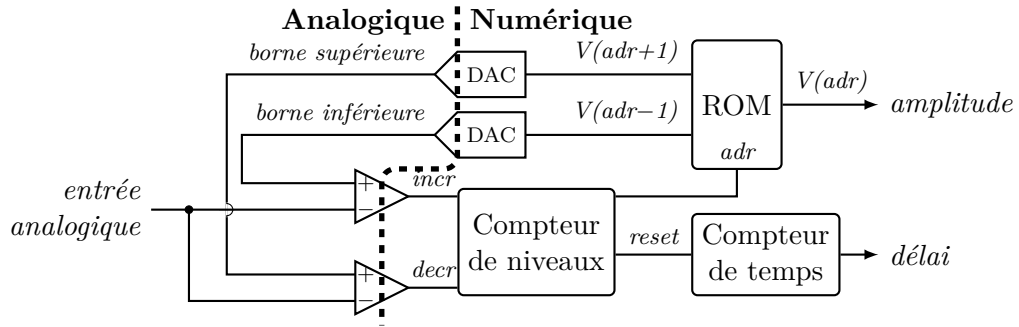 Analogique Numérique
borne supérieure
DAC
V(adr+1)
borne inférieure
DAC
V(adr−1)
ROM
adr
V(adr)
amplitude
entrée
analogique
+
−
incr
+
−
decr
Compteur
de niveaux
reset
Compteur
de temps
délai